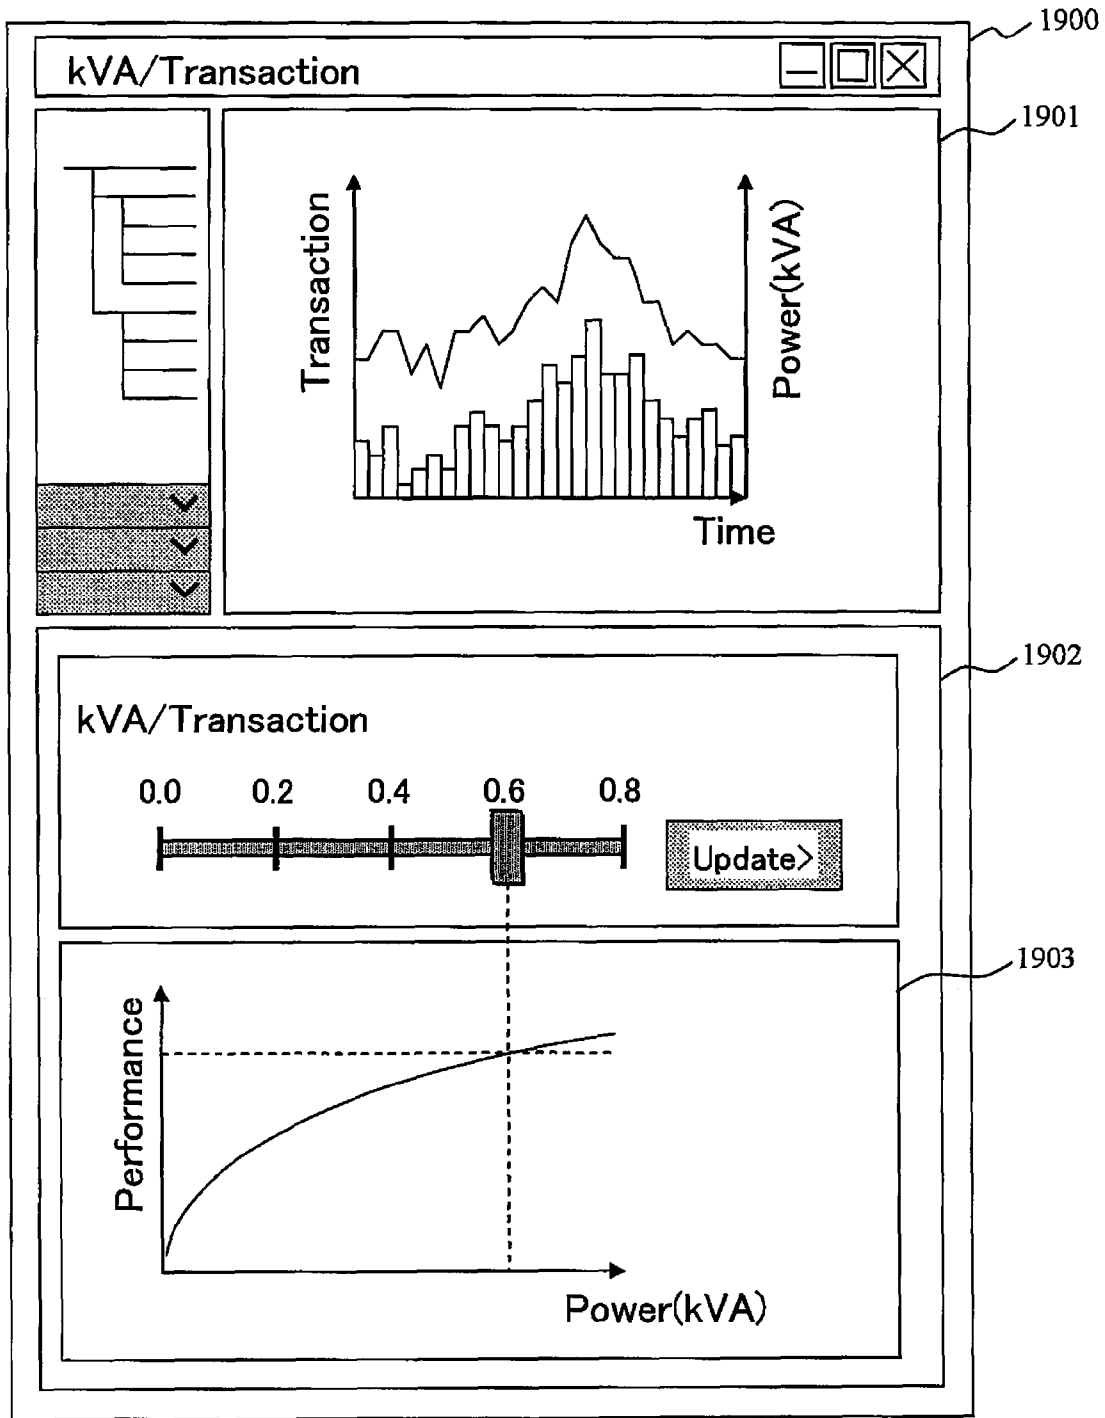 1900
kVA/Transaction
1901
Transaction
Power(kVA)
Time
1902
kVA/Transaction
0.0 0.2 0.4 0.6 0.8
Update>
1903
Performance
Power(kVA)